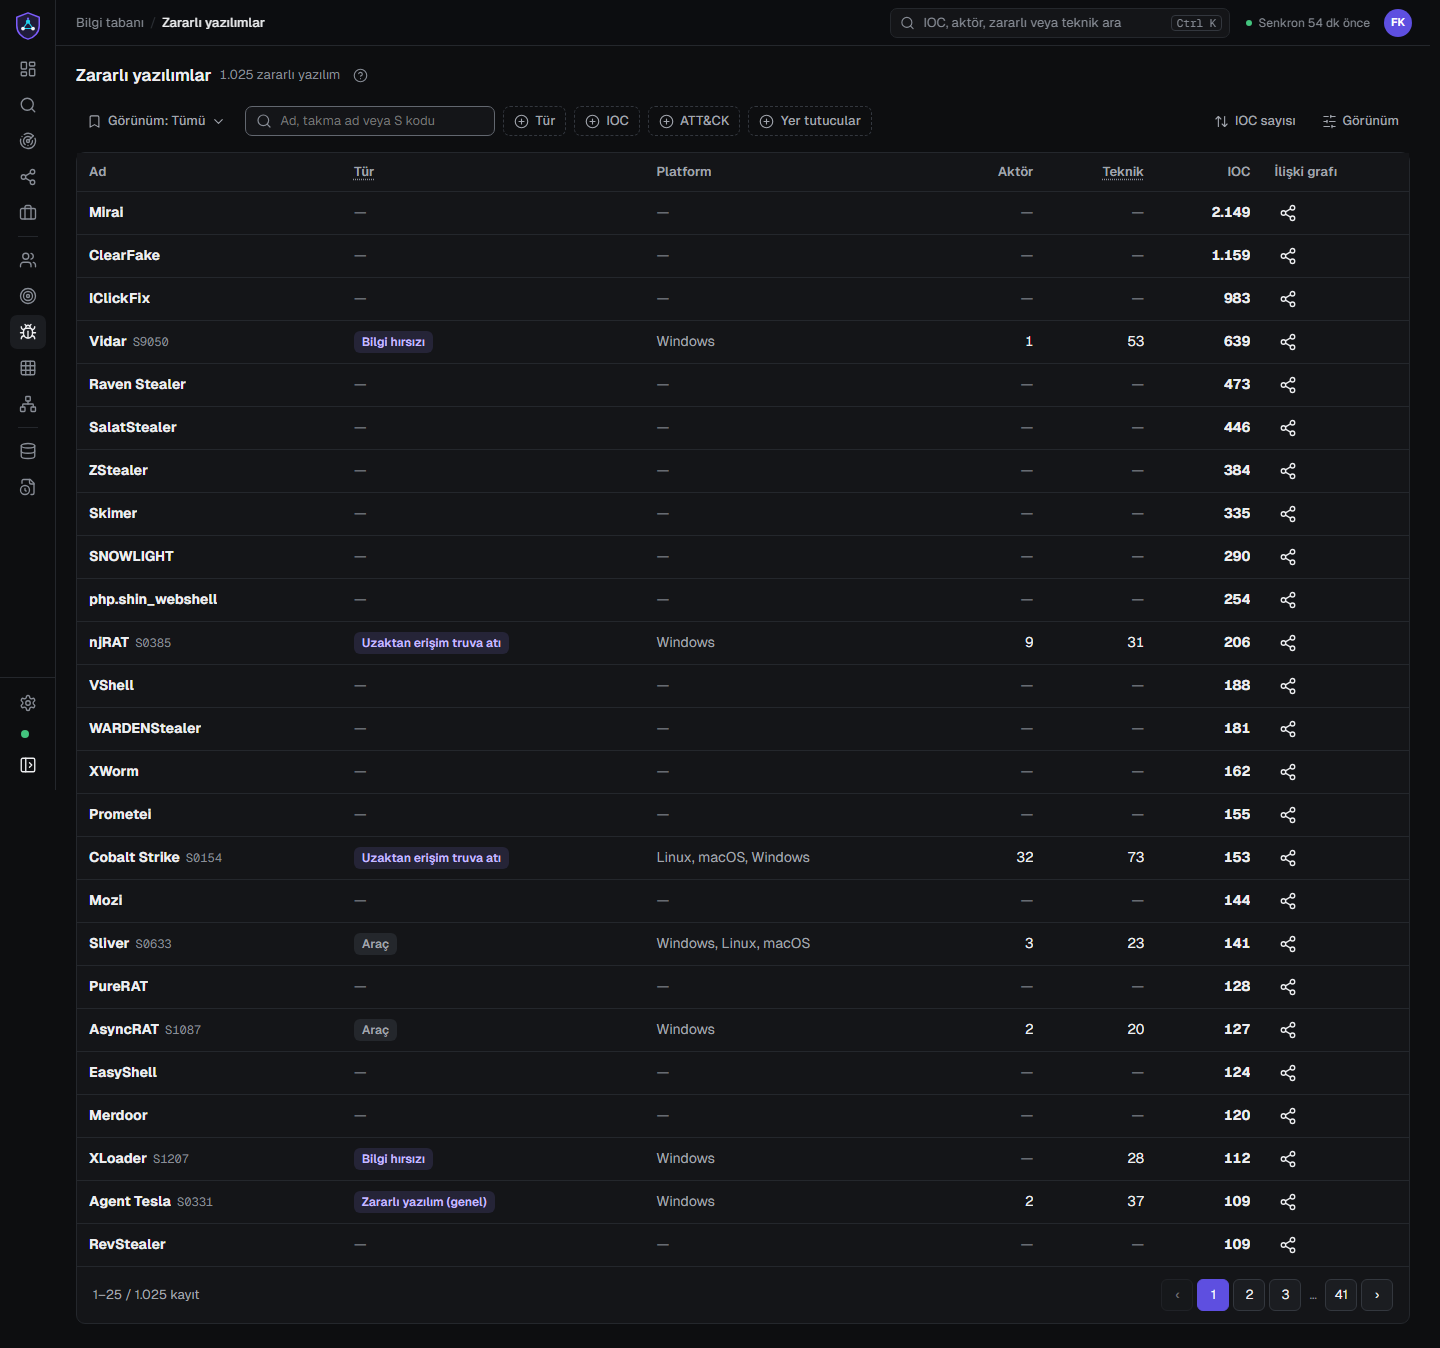 Bilgi tabanı / Zararlı yazılımlar
IOC, aktör, zararlı veya teknik ara Ctrl K
Senkron 54 dk önce
FK
Zararlı yazılımlar 1.025 zararlı yazılım
Görünüm: Tümü
Ad, takma ad veya S kodu
Tür
IOC
ATT&CK
Yer tutucular
IOC sayısı
Görünüm
Ad Tür Platform Aktör Teknik IOC İlişki grafı
Mirai — — — — 2.149
ClearFake — — — — 1.159
IClickFix — — — — 983
Vidar S9050 Bilgi hırsızı Windows 1 53 639
Raven Stealer — — — — 473
SalatStealer — — — — 446
ZStealer — — — — 384
Skimer — — — — 335
SNOWLIGHT — — — — 290
php.shin_webshell — — — — 254
njRAT S0385 Uzaktan erişim truva atı Windows 9 31 206
VShell — — — — 188
WARDENStealer — — — — 181
XWorm — — — — 162
Prometei — — — — 155
Cobalt Strike S0154 Uzaktan erişim truva atı Linux, macOS, Windows 32 73 153
Mozi — — — — 144
Sliver S0633 Araç Windows, Linux, macOS 3 23 141
PureRAT — — — — 128
AsyncRAT S1087 Araç Windows 2 20 127
EasyShell — — — — 124
Merdoor — — — — 120
XLoader S1207 Bilgi hırsızı Windows — 28 112
Agent Tesla S0331 Zararlı yazılım (genel) Windows 2 37 109
RevStealer — — — — 109
1–25 / 1.025 kayıt
‹ 1 2 3 … 41 ›